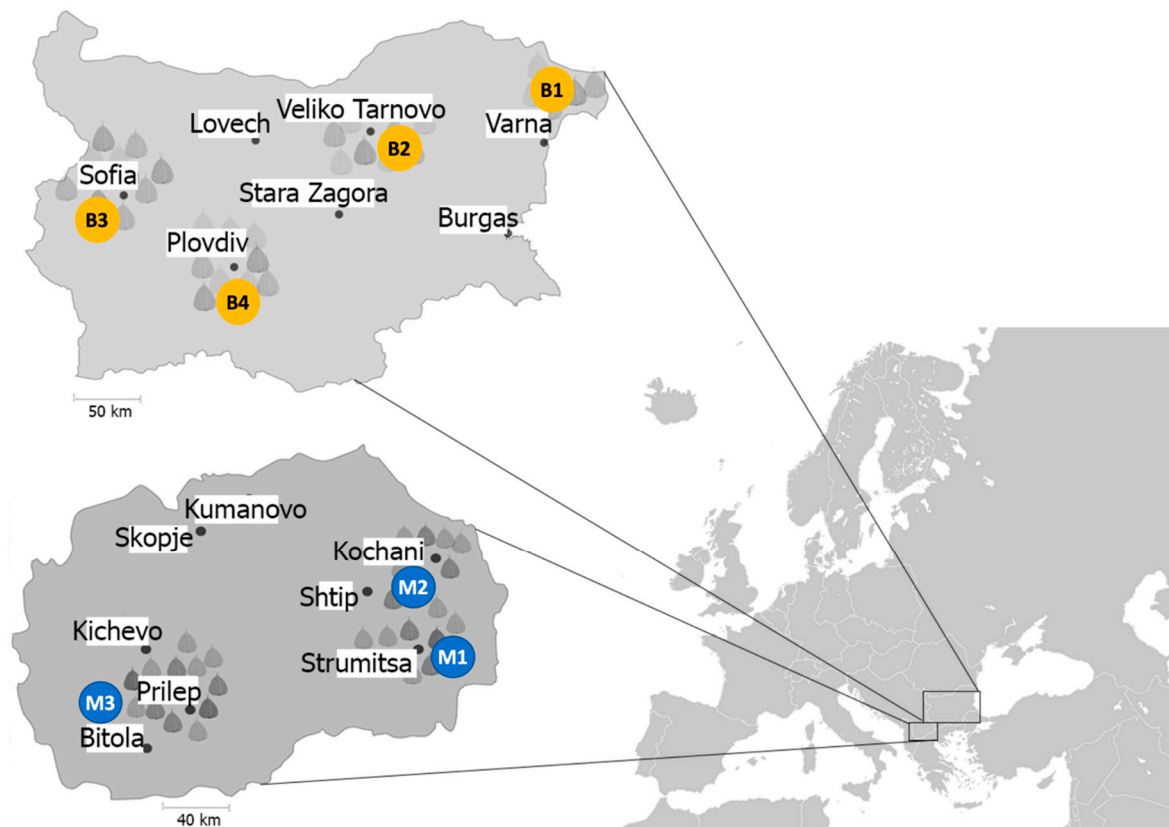 B1
Veliko Tarnovo
Lovech
Varna
B2
Sofia
Stara Zagora
B3
Burgas
Plovdiv
B4
50 km
Kumanovo
Skopje
Kochani
M2
Shtip
Kichevo
Strumitsa
M1
M3
Prilep
Bitola
40 km